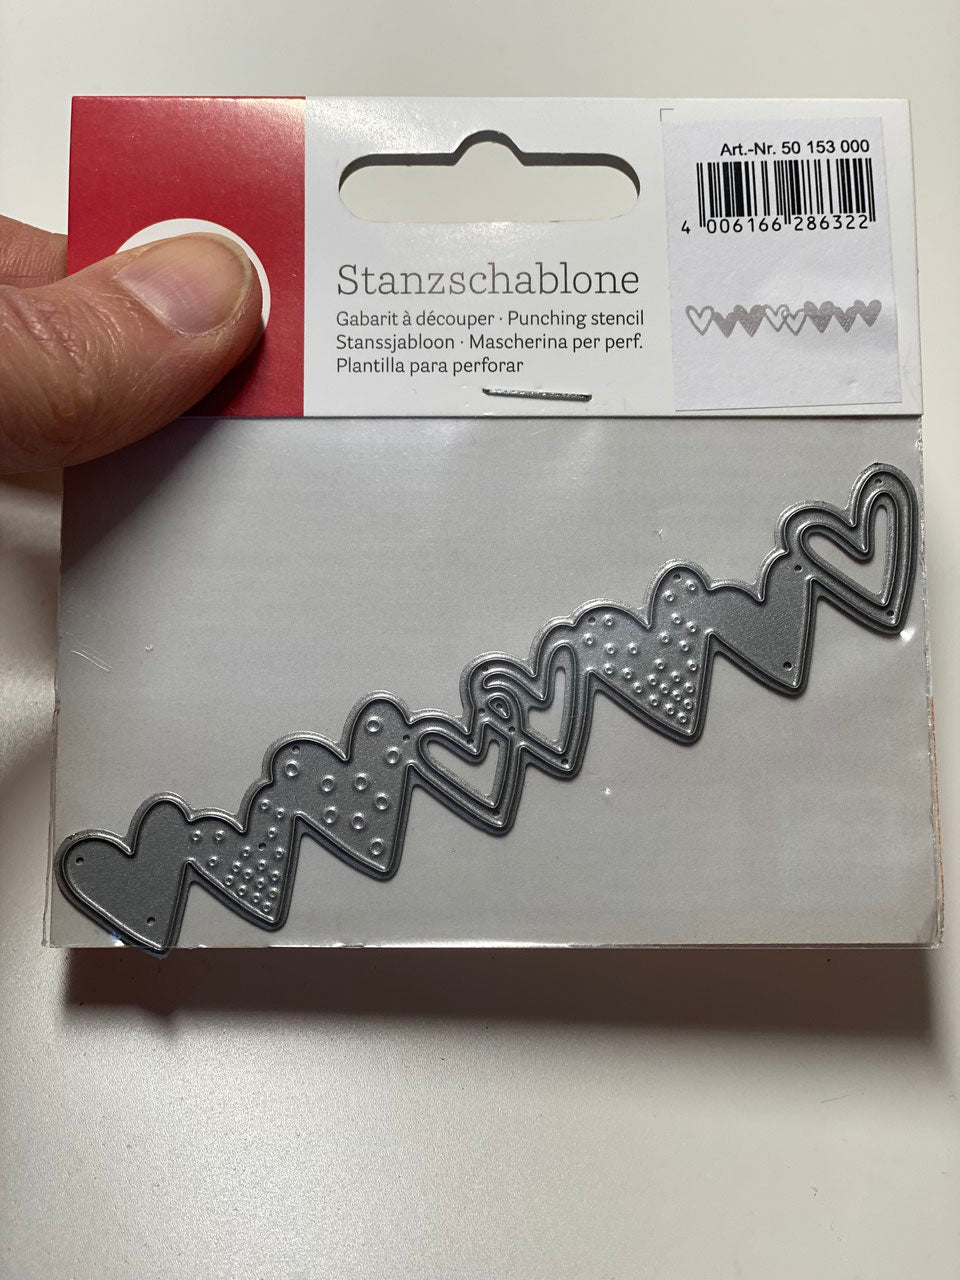 Art.-Nr. 50 153 000
4 006166 286322
Stanzschablone
Gabarit à découper · Punching stencil
Stanssjabloon · Mascherina per perf.
Plantilla para perforar